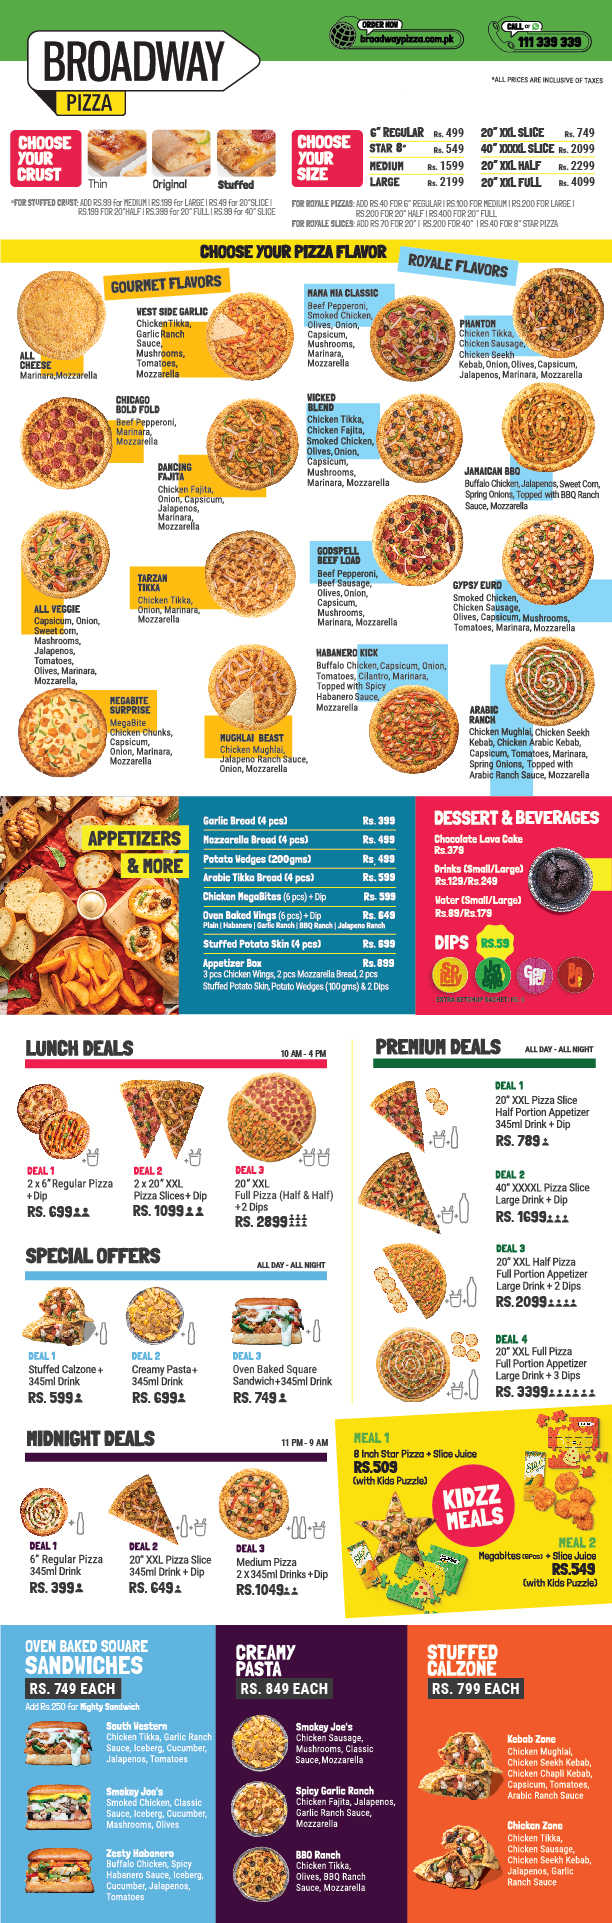 ORDER NOW
broadwaypizza.com.pk
CALL or
111 339 339
BROADWAY
PIZZA
*ALL PRICES ARE INCLUSIVE OF TAXES
CHOOSE
YOUR
CRUST
Thin
Original
Stuffed
*FOR STUFFED CRUST: ADD RS.99 for MEDIUM | RS.199 for LARGE | RS.49 for 20"SLICE |
RS.199 FOR 20"HALF | RS.399 for 20" FULL | RS.99 for 40" SLICE
CHOOSE
YOUR
SIZE
6" REGULAR Rs. 499
STAR 8" Rs. 549
MEDIUM Rs. 1599
LARGE Rs. 2199
20" XXL SLICE Rs. 749
40" XXXXL SLICE Rs. 2099
20" XXL HALF Rs. 2299
20" XXL FULL Rs. 4099
FOR ROYALE PIZZAS: ADD RS.40 FOR 6" REGULAR | RS.100 FOR MEDIUM | RS.200 FOR LARGE |
RS.200 FOR 20" HALF | RS.400 FOR 20" FULL
FOR ROYALE SLICES: ADD RS 70 FOR 20" | RS.200 FOR 40" | RS.40 FOR 8" STAR PIZZA
CHOOSE YOUR PIZZA FLAVOR
GOURMET FLAVORS
ALL
CHEESE
Marinara,Mozzarella
WEST SIDE GARLIC
ChickenTikka,
Garlic Ranch
Sauce,
Mushrooms,
Tomatoes,
Mozzarella
CHICAGO
BOLD FOLD
Beef Pepperoni,
Marinara,
Mozzarella
DANCING
FAJITA
Chicken Fajita,
Onion, Capsicum,
Jalapenos,
Marinara,
Mozzarella
ALL VEGGIE
Capsicum, Onion,
Sweet corn,
Mashrooms,
Jalapenos,
Tomatoes,
Olives, Marinara,
Mozzarella,
TARZAN
TIKKA
Chicken Tikka,
Onion, Marinara,
Mozzarella
MEGABITE
SURPRISE
MegaBite
Chicken Chunks,
Capsicum,
Onion, Marinara,
Mozzarella
MUGHLAI BEAST
Chicken Mughlai,
Jalapeno Ranch Sauce,
Onion, Mozzarella
ROYALE FLAVORS
MAMA MIA CLASSIC
Beef Pepperoni,
Smoked Chicken,
Olives, Onion,
Capsicum,
Mushrooms,
Marinara,
Mozzarella
PHANTOM
Chicken Tikka,
Chicken Sausage,
Chicken Seekh
Kebab, Onion, Olives, Capsicum,
Jalapenos, Marinara, Mozzarella
WICKED
BLEND
Chicken Tikka,
Chicken Fajita,
Smoked Chicken,
Olives, Onion,
Capsicum,
Mushrooms,
Marinara, Mozzarella
JAMAICAN BBQ
Buffalo Chicken, Jalapenos, Sweet Corn,
Spring Onions, Topped with BBQ Ranch
Sauce, Mozzarella
GODSPELL
BEEF LOAD
Beef Pepperoni,
Beef Sausage,
Olives, Onion,
Capsicum,
Mushrooms,
Marinara, Mozzarella
GYPSY EURO
Smoked Chicken,
Chicken Sausage,
Olives, Capsicum, Mushrooms,
Tomatoes, Marinara, Mozzarella
HABANERO KICK
Buffalo Chicken, Capsicum, Onion,
Tomatoes, Cilantro, Marinara,
Topped with Spicy
Habanero Sauce,
Mozzarella
ARABIC
RANCH
Chicken Mughlai, Chicken Seekh
Kebab, Chicken Arabic Kebab,
Capsicum, Tomatoes, Marinara,
Spring Onions, Topped with
Arabic Ranch Sauce, Mozzarella
APPETIZERS
& MORE
Garlic Bread (4 pcs) Rs. 399
Mozzarella Bread (4 pcs) Rs. 499
Potato Wedges (200gms) Rs. 499
Arabic Tikka Bread (4 pcs) Rs. 599
Chicken MegaBites (6 pcs) + Dip Rs. 599
Oven Baked Wings (6 pcs) + Dip Rs. 649
Plain | Habanero | Garlic Ranch | BBQ Ranch | Jalapeno Ranch
Stuffed Potato Skin (4 pcs) Rs. 699
Appetizer Box Rs. 899
3 pcs Chicken Wings, 2 pcs Mozzarella Bread, 2 pcs
Stuffed Potato Skin, Potato Wedges (100 gms) & 2 Dips
DESSERT & BEVERAGES
Chocolate Lava Cake
Rs.379
Drinks (Small/Large)
Rs.129/Rs.249
Water (Small/Large)
Rs.89/Rs.179
DIPS RS.59
LUNCH DEALS
10 AM - 4 PM
DEAL 1
2 x 6" Regular Pizza
+ Dip
RS. 699
DEAL 2
2 x 20" XXL
Pizza Slices + Dip
RS. 1099
DEAL 3
20" XXL
Full Pizza (Half & Half)
+ 2 Dips
RS. 2899
PREMIUM DEALS
ALL DAY - ALL NIGHT
DEAL 1
20" XXL Pizza Slice
Half Portion Appetizer
345ml Drink + Dip
RS. 789
DEAL 2
40" XXXXL Pizza Slice
Large Drink + Dip
RS. 1699
DEAL 3
20" XXL Half Pizza
Full Portion Appetizer
Large Drink + 2 Dips
RS.2099
DEAL 4
20" XXL Full Pizza
Full Portion Appetizer
Large Drink + 3 Dips
RS. 3399
SPECIAL OFFERS
ALL DAY - ALL NIGHT
DEAL 1
Stuffed Calzone +
345ml Drink
RS. 599
DEAL 2
Creamy Pasta+
345ml Drink
RS. 699
DEAL 3
Oven Baked Square
Sandwich+345ml Drink
RS. 749
MIDNIGHT DEALS
11 PM - 9 AM
DEAL 1
6" Regular Pizza
345ml Drink
RS. 399
DEAL 2
20" XXL Pizza Slice
345ml Drink + Dip
RS. 649
DEAL 3
Medium Pizza
2 X 345ml Drinks + Dip
RS.1049
MEAL 1
8 Inch Star Pizza + Slice Juice
RS.509
(with Kids Puzzle)
KIDZZ
MEALS
MEAL 2
Megabites (6Pcs) + Slice Juice
RS.549
(with Kids Puzzle)
OVEN BAKED SQUARE
SANDWICHES
RS. 749 EACH
Add Rs.250 for Mighty Sandwich
South Western
Chicken Tikka, Garlic Ranch
Sauce, Iceberg, Cucumber,
Jalapenos, Tomatoes
Smokey Joe's
Smoked Chicken, Classic
Sauce, Iceberg, Cucumber,
Mashrooms, Olives
Zesty Habanero
Buffalo Chicken, Spicy
Habanero Sauce, Iceberg,
Cucumber, Jalapenos,
Tomatoes
CREAMY
PASTA
RS. 849 EACH
Smokey Joe's
Chicken Sausage,
Mushrooms, Classic
Sauce,Mozzarella
Spicy Garlic Ranch
Chicken Fajita, Jalapenos,
Garlic Ranch Sauce,
Mozzarella
BBQ Ranch
Chicken Tikka,
Olives, BBQ Ranch
Sauce, Mozzarella
STUFFED
CALZONE
RS. 799 EACH
Kebab Zone
Chicken Mughlai,
Chicken Seekh Kebab,
Chicken Chapli Kebab,
Capsicum, Tomatoes,
Arabic Ranch Sauce
Chicken Zone
Chicken Tikka,
Chicken Sausage,
Chicken Seekh Kebab,
Jalapenos, Garlic
Ranch Sauce